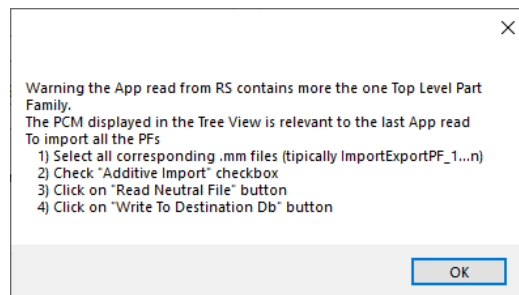 Warning the App read from RS contains more the one Top Level Part
Family.
The PCM displayed in the Tree View is relevant to the last App read
To import all the PFs
1) Select all corresponding .mm files (tipically ImportExportPF_1...n)
2) Check "Additive Import" checkbox
3) Click on "Read Neutral File" button
4) Click on "Write To Destination Db" button
OK